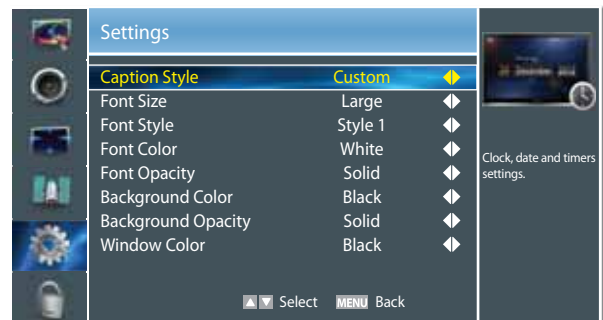 Settings
Caption Style Custom
Font Size Large
Font Style Style 1
Font Color White
Font Opacity Solid
Background Color Black
Background Opacity Solid
Window Color Black
Select MENU Back
Clock, date and timers
settings.